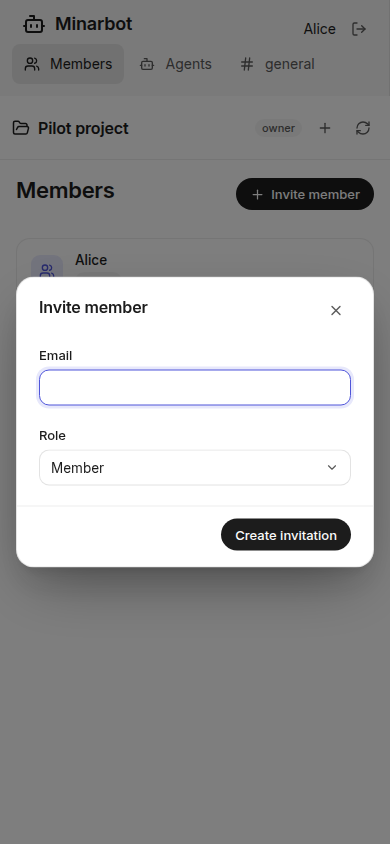 Minarbot
Alice
Members
Agents
general
Pilot project
owner
Members
Invite member
Alice
Invite member
Email
Role
Member
Create invitation